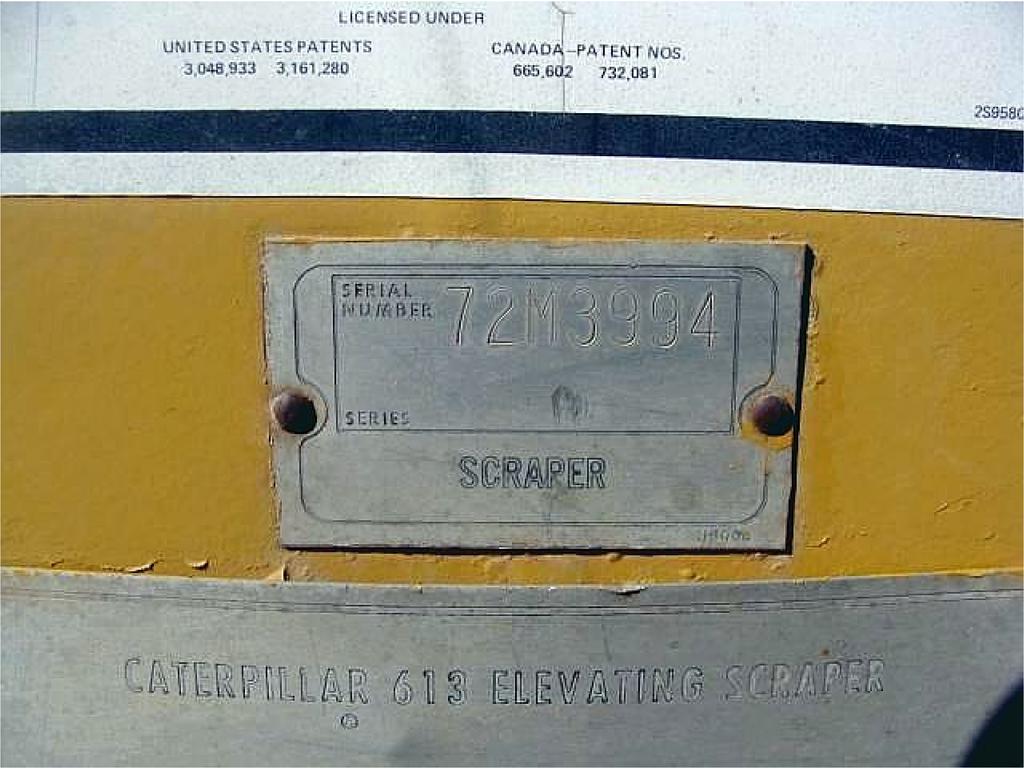 LICENSED UNDER
UNITED STATES PATENTS
3,048,933 3,161,280
CANADA-PATENT NOS.
665,602 732,081
SERIAL
NUMBER 72M3994
SERIES
SCRAPER
CATERPILLAR 613 ELEVATING SCRAPER
®